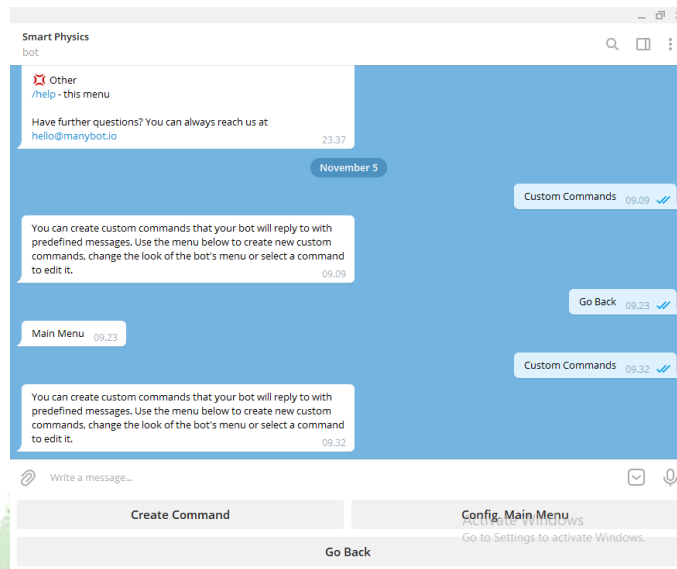 Smart Physics
bot
Other
/help - this menu
Have further questions? You can always reach us at
hello@manybot.io
23.37
November 5
Custom Commands 09.09
You can create custom commands that your bot will reply to with
predefined messages. Use the menu below to create new custom
commands, change the look of the bot's menu or select a command
to edit it.
09.09
Go Back 09.23
Main Menu 09.23
Custom Commands 09.32
You can create custom commands that your bot will reply to with
predefined messages. Use the menu below to create new custom
commands, change the look of the bot's menu or select a command
to edit it.
09.32
Write a message...
Create Command
Config. Main Menu
Activate Windows
Go to Settings to activate Windows.
Go Back